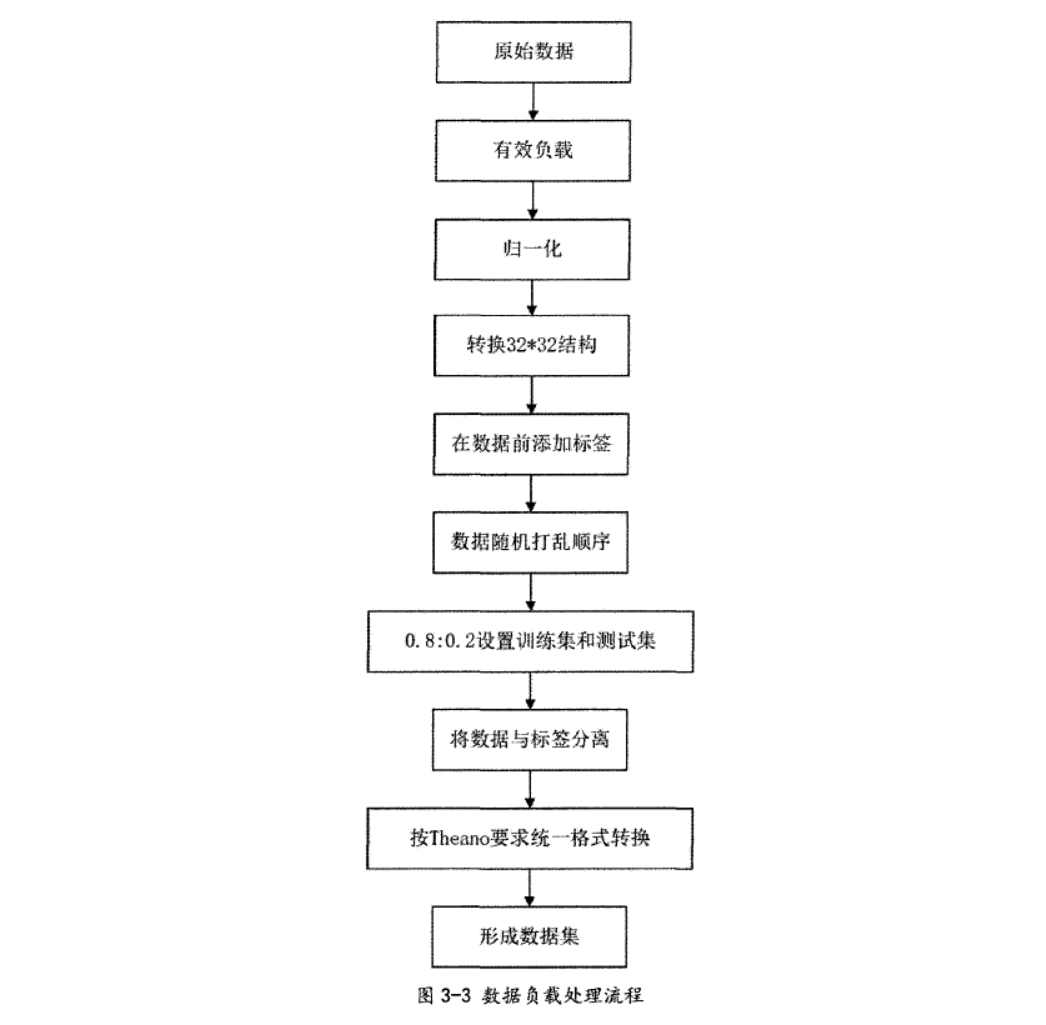 原始数据
有效负载
归一化
转换32*32结构
在数据前添加标签
数据随机打乱顺序
0.8:0.2设置训练集和测试集
将数据与标签分离
按Theano要求统一格式转换
形成数据集
图 3-3 数据负载处理流程